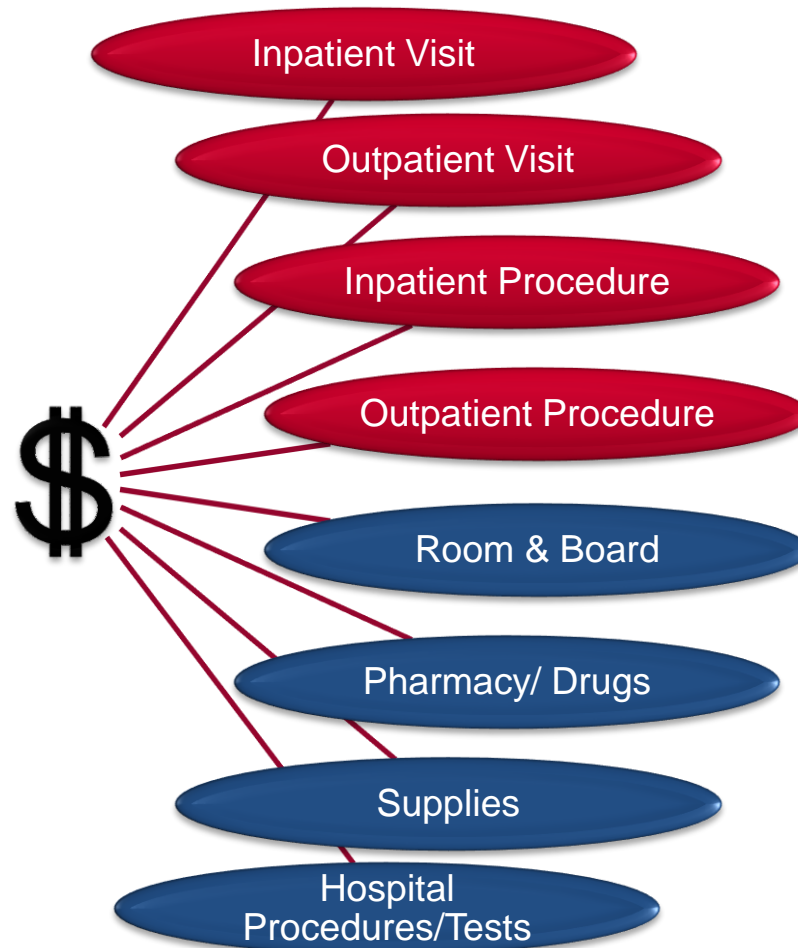 Inpatient Visit
Outpatient Visit
Inpatient Procedure
Outpatient Procedure
$
Room & Board
Pharmacy/ Drugs
Supplies
Hospital
Procedures/Tests